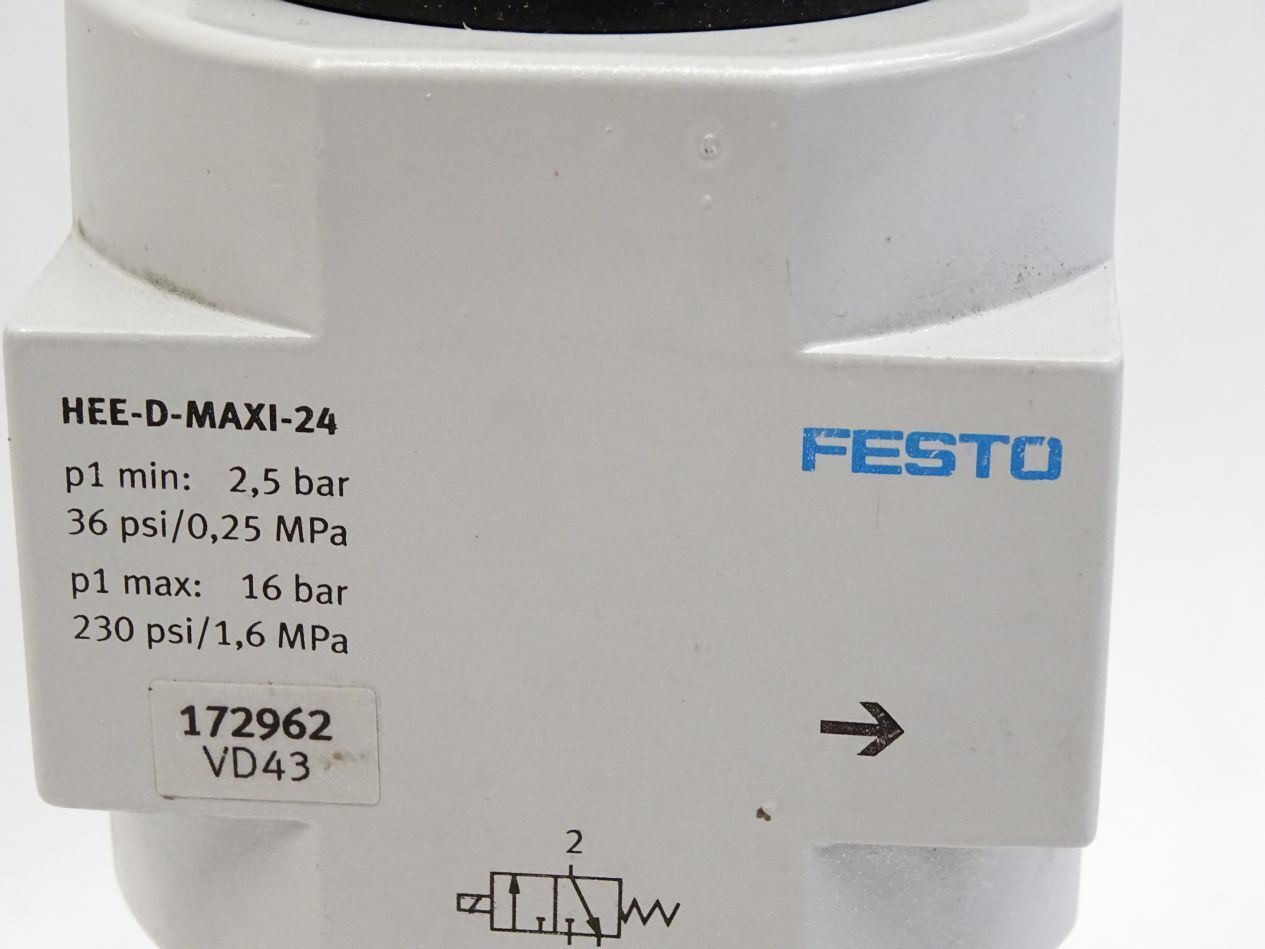 HEE-D-MAXI-24
FESTO
p1 min: 2,5 bar
36 psi/0,25 MPa
p1 max: 16 bar
230 psi/1,6 MPa
172962
VD43
2